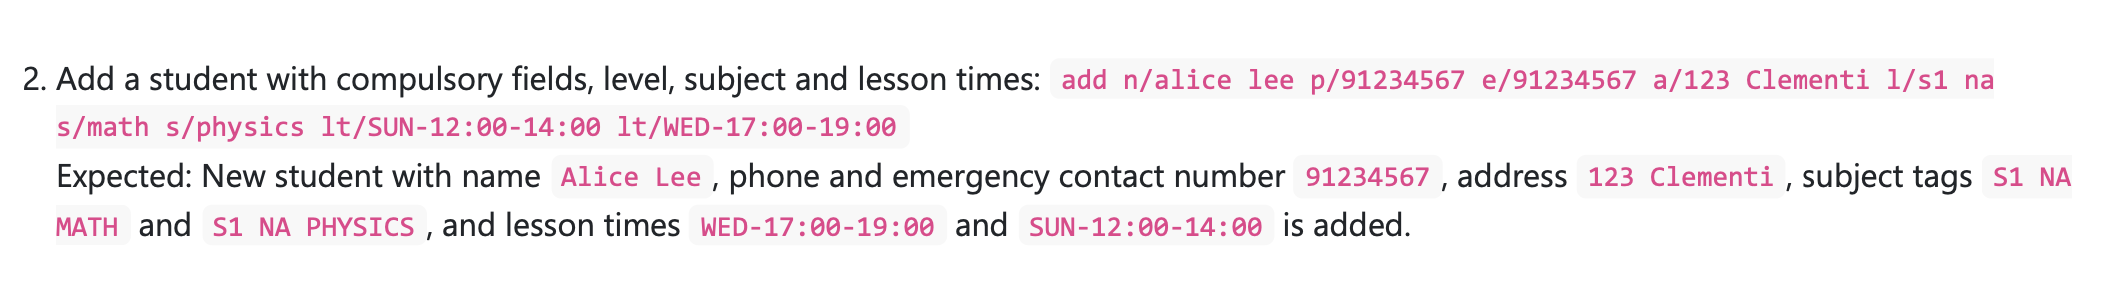 2. Add a student with compulsory fields, level, subject and lesson times: add n/alice lee p/91234567 e/91234567 a/123 Clementi l/s1 na
s/math s/physics lt/SUN-12:00-14:00 lt/WED-17:00-19:00
Expected: New student with name Alice Lee, phone and emergency contact number 91234567, address 123 Clementi, subject tags S1 NA
MATH and S1 NA PHYSICS, and lesson times WED-17:00-19:00 and SUN-12:00-14:00 is added.